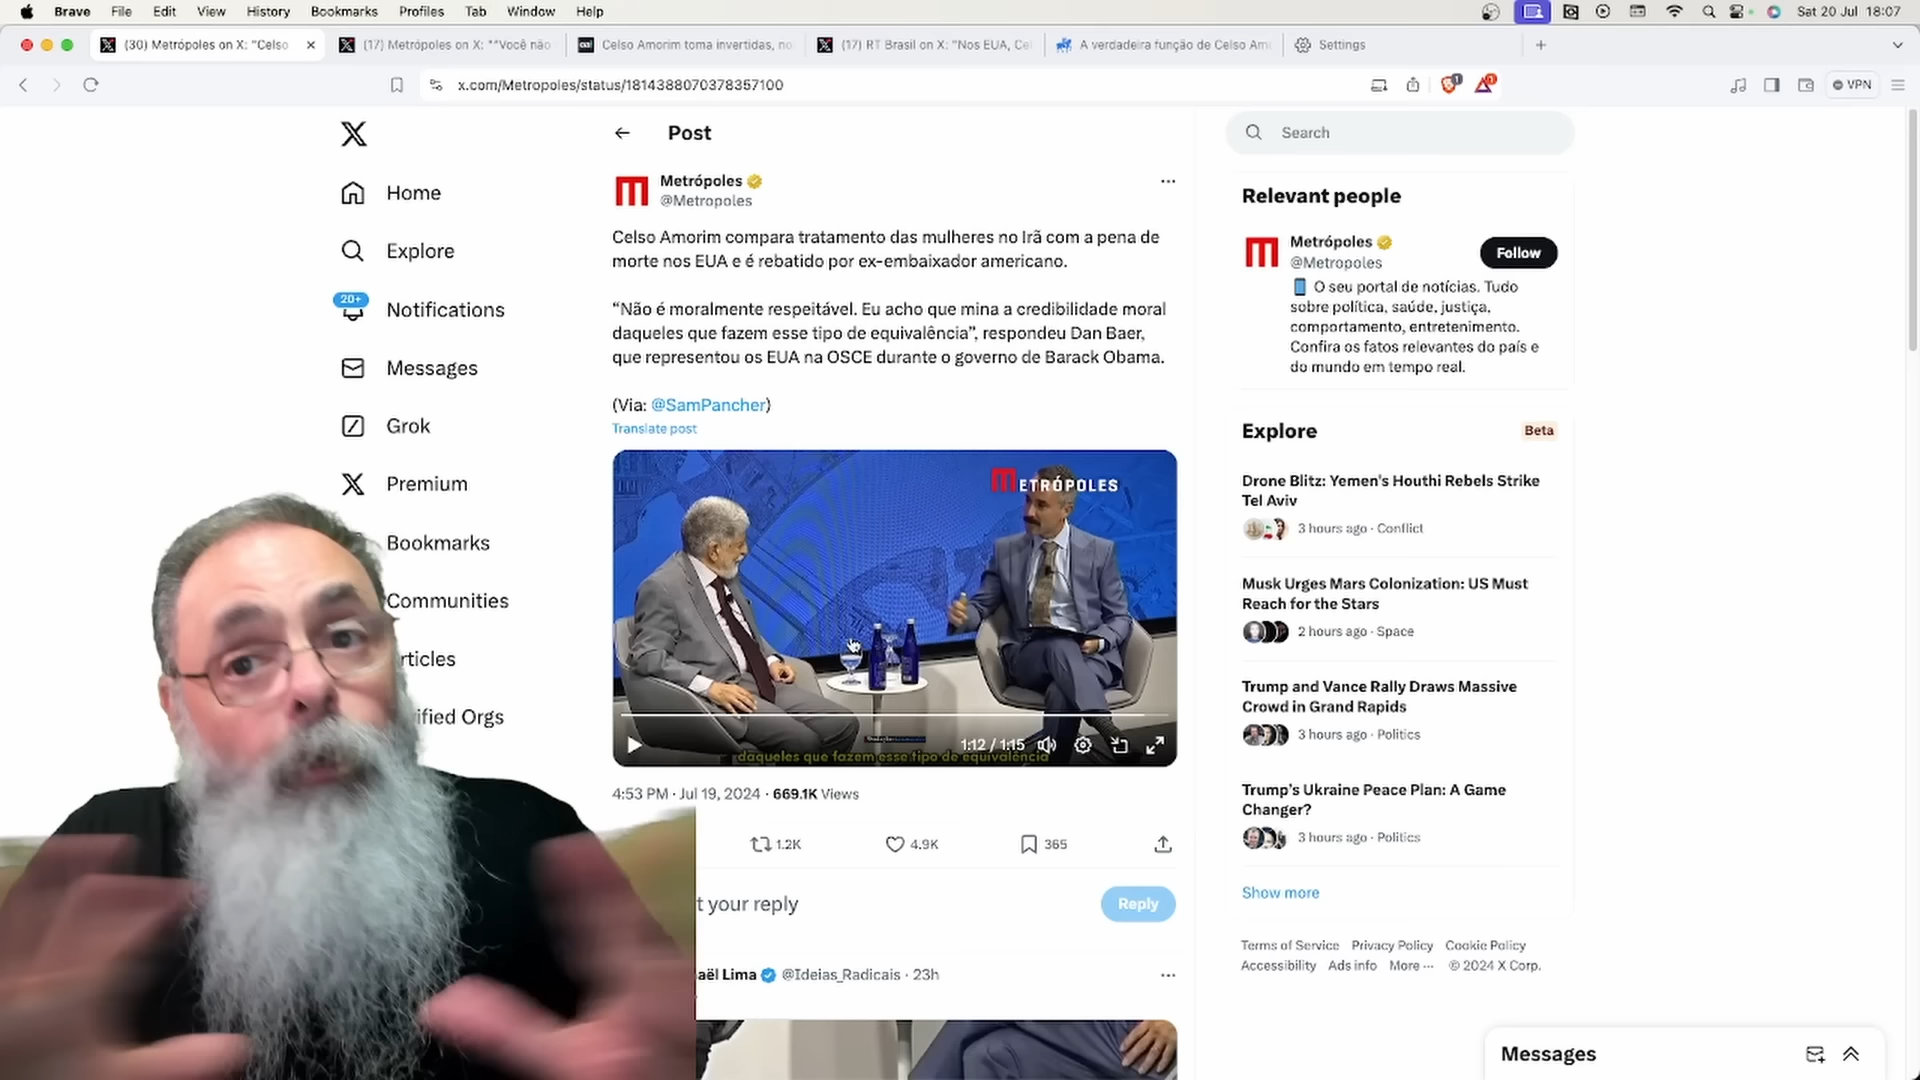 Brave File Edit View History Bookmarks Profiles Tab Window Help Sat 20 Jul 18:07
(30) Metrópoles on X: "Celso (17) Metrópoles on X: "“Você não Celso Amorim toma invertidas, no (17) RT Brasil on X: "Nos EUA, Cel A verdadeira função de Celso Am Settings
x.com/Metropoles/status/1814388070378357100
1
1
VPN
Home
Explore
20+
Notifications
Messages
Grok
Premium
Bookmarks
Communities
rticles
ified Orgs
Post
Metrópoles
@Metropoles
Celso Amorim compara tratamento das mulheres no Irã com a pena de
morte nos EUA e é rebatido por ex-embaixador americano.
“Não é moralmente respeitável. Eu acho que mina a credibilidade moral
daqueles que fazem esse tipo de equivalência”, respondeu Dan Baer,
que representou os EUA na OSCE durante o governo de Barack Obama.
(Via: @SamPancher)
Translate post
METRÓPOLES
1:12 / 1:15
daqueles que fazem esse tipo de equivalência
4:53 PM · Jul 19, 2024 · 669.1K Views
1.2K 4.9K 365
t your reply
Reply
aël Lima @Ideias_Radicais · 23h
Search
Relevant people
Metrópoles
@Metropoles
Follow
O seu portal de notícias. Tudo
sobre política, saúde, justiça,
comportamento, entretenimento.
Confira os fatos relevantes do país e
do mundo em tempo real.
Explore
Beta
Drone Blitz: Yemen's Houthi Rebels Strike
Tel Aviv
3 hours ago · Conflict
Musk Urges Mars Colonization: US Must
Reach for the Stars
2 hours ago · Space
Trump and Vance Rally Draws Massive
Crowd in Grand Rapids
3 hours ago · Politics
Trump’s Ukraine Peace Plan: A Game
Changer?
3 hours ago · Politics
Show more
Terms of Service Privacy Policy Cookie Policy
Accessibility Ads info More ··· © 2024 X Corp.
Messages